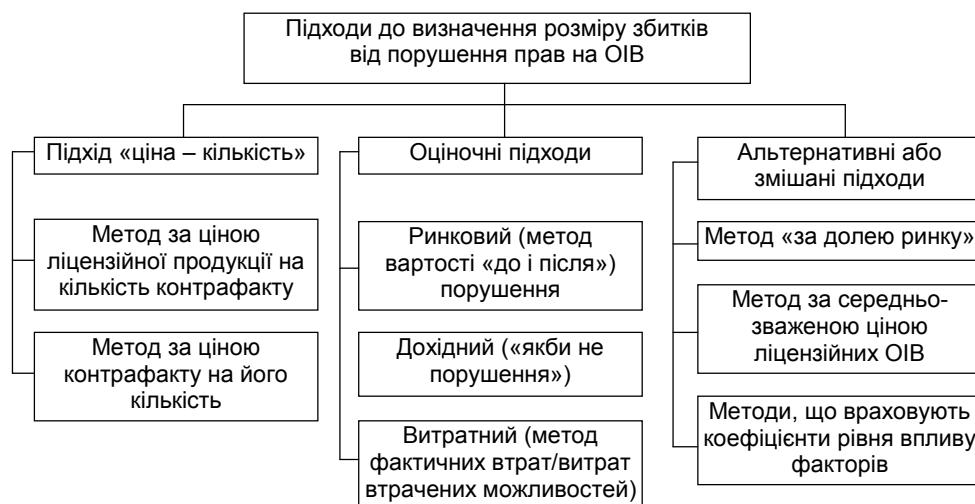 Підходи до визначення розміру збитків
від порушення прав на ОІВ
Підхід «ціна – кількість»
Метод за ціною
ліцензійної продукції на
кількість контрафакту
Метод за ціною
контрафакту на його
кількість
Оціночні підходи
Ринковий (метод
вартості «до і після»)
порушення
Дохідний («якби не
порушення»)
Витратний (метод
фактичних втрат/витрат
втрачених можливостей)
Альтернативні або
змішані підходи
Метод «за долею ринку»
Метод за середньо-
зваженою ціною
ліцензійних ОІВ
Методи, що враховують
коефіцієнти рівня впливу
факторів